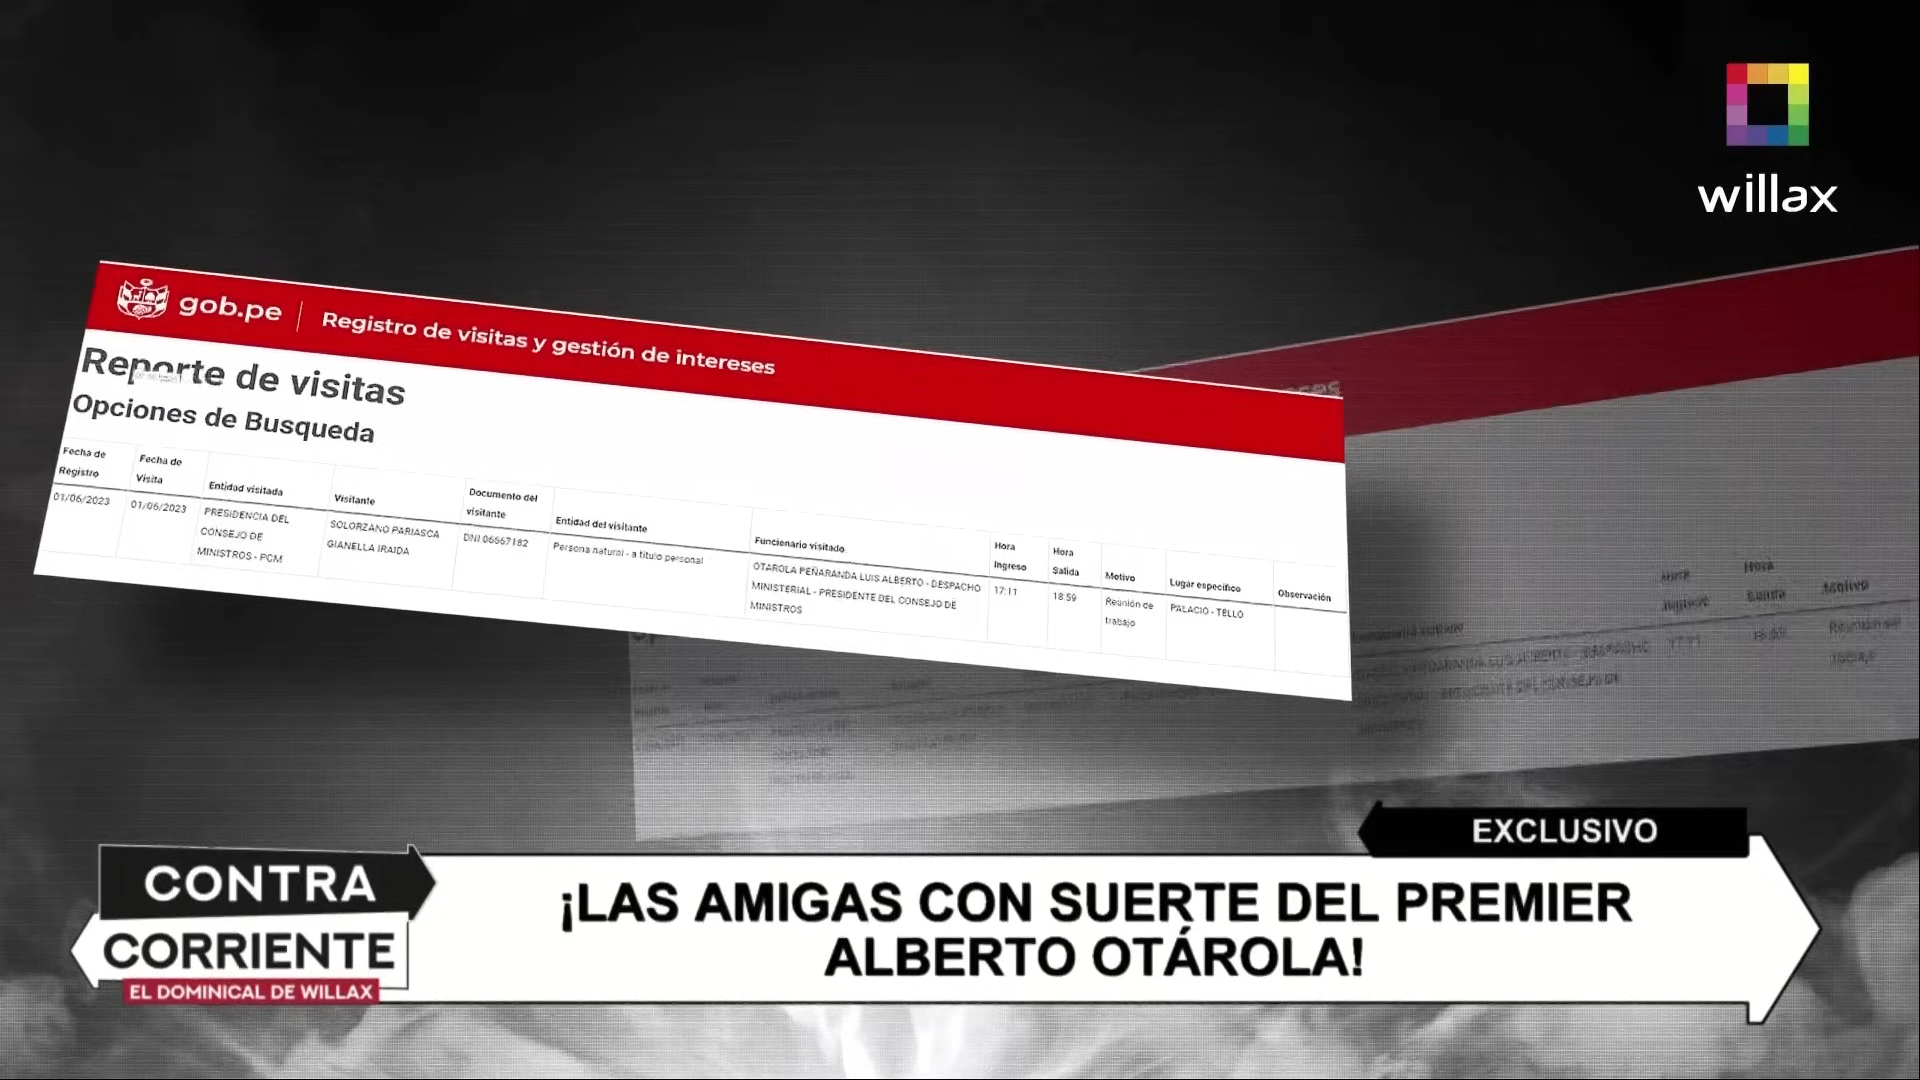 willax
gob.pe
Registro de visitas y gestión de intereses
Reporte de visitas
Opciones de Busqueda
Fecha de Registro
Fecha de Visita
Entidad visitada
Visitante
Documento del visitante
Entidad del visitante
Funcionario visitado
Hora Ingreso
Hora Salida
Motivo
Lugar específico
Observación
01/06/2023
01/06/2023
PRESIDENCIA DEL
CONSEJO DE
MINISTROS - PCM
SOLORZANO PARIASCA
GIANELLA IRAIDA
DNI 06667182
Persona natural - a título personal
OTAROLA PEÑARANDA LUIS ALBERTO - DESPACHO
MINISTERIAL - PRESIDENTE DEL CONSEJO DE
MINISTROS
17:11
18:59
Reunión de
trabajo
PALACIO - TELLO
EXCLUSIVO
CONTRA
CORRIENTE
EL DOMINICAL DE WILLAX
¡LAS AMIGAS CON SUERTE DEL PREMIER
ALBERTO OTÁROLA!